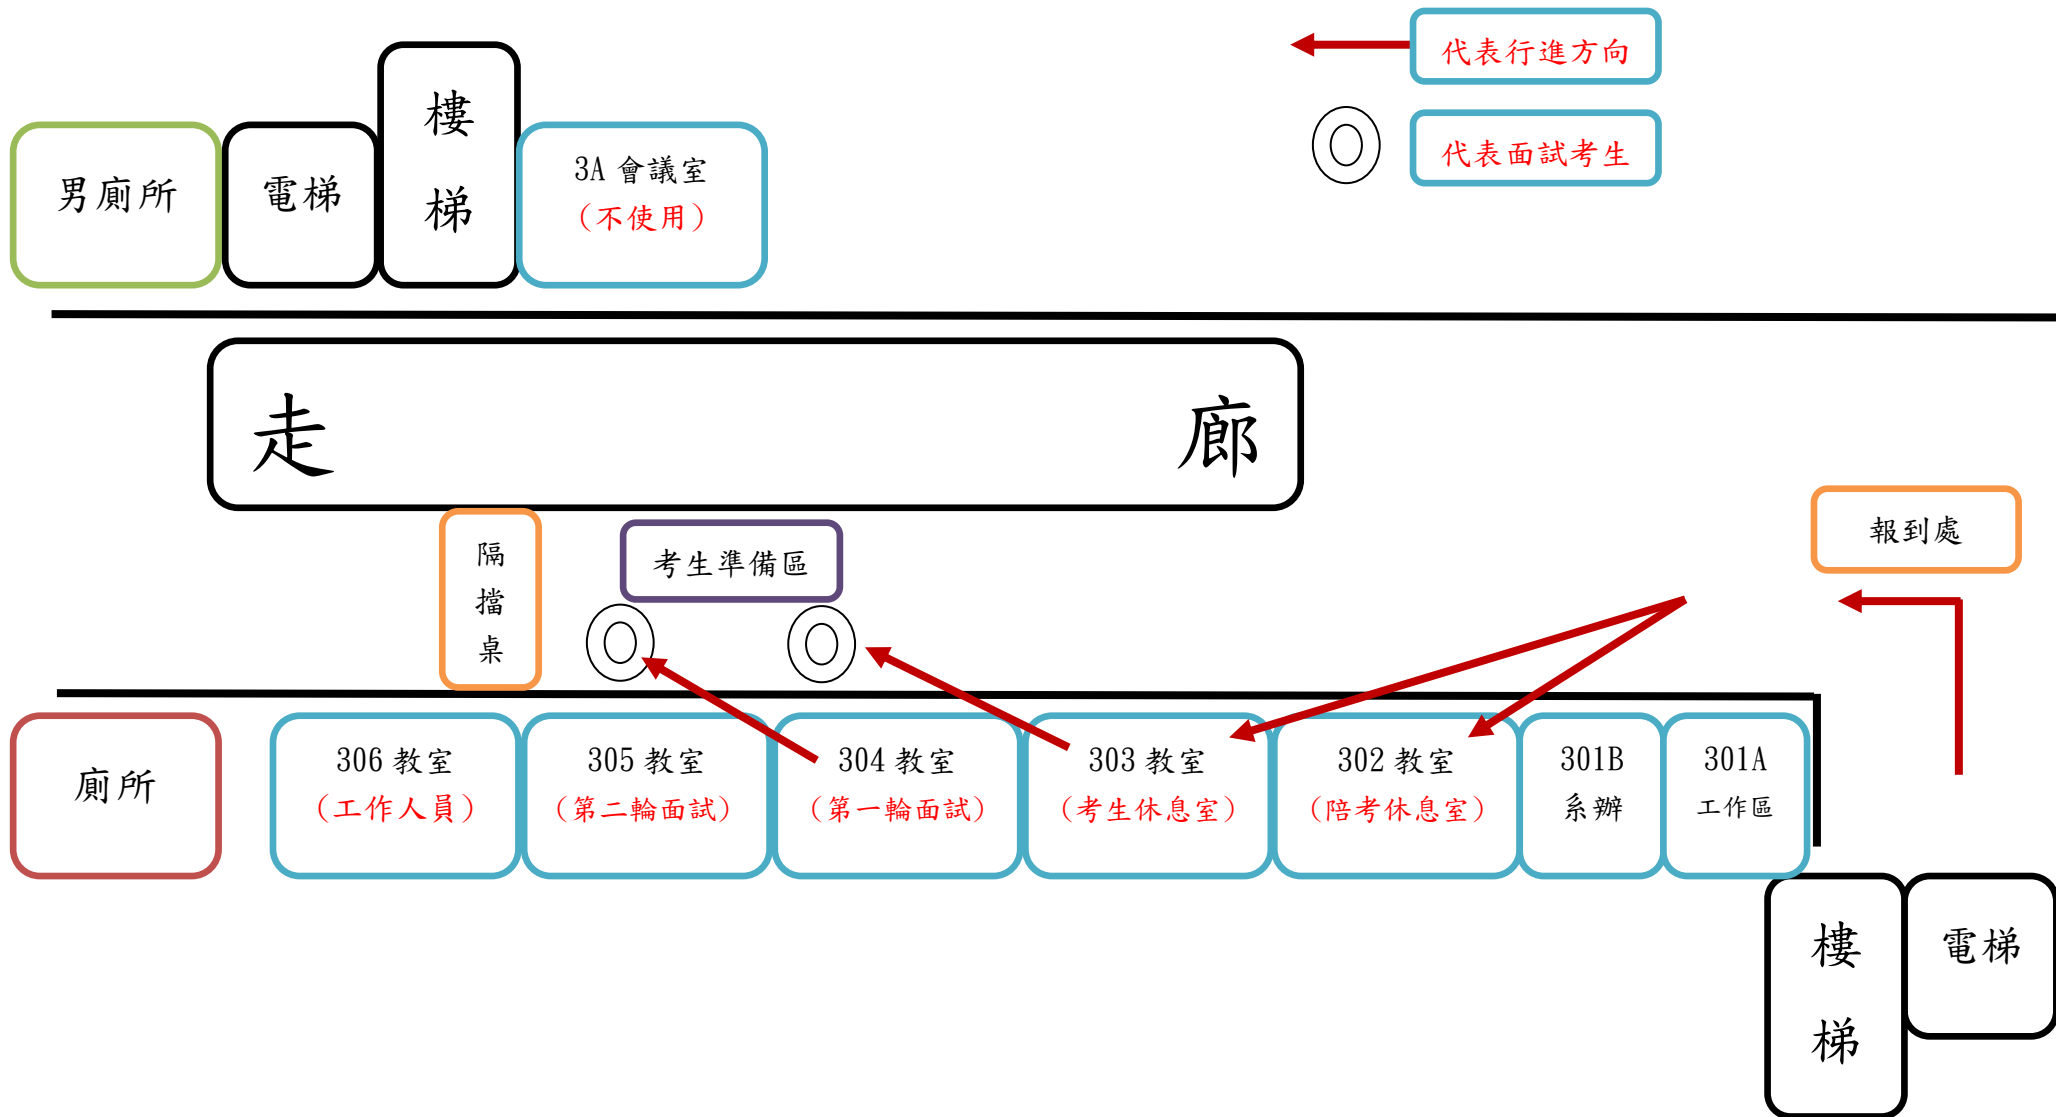 代表行進方向
代表面試考生
男廁所
電梯
樓
梯
3A 會議室
(不使用)
走 廊
隔
擋
桌
考生準備區
報到處
廁所
306 教室
(工作人員)
305 教室
(第二輪面試)
304 教室
(第一輪面試)
303 教室
(考生休息室)
302 教室
(陪考休息室)
301B
系辦
301A
工作區
樓
梯
電梯